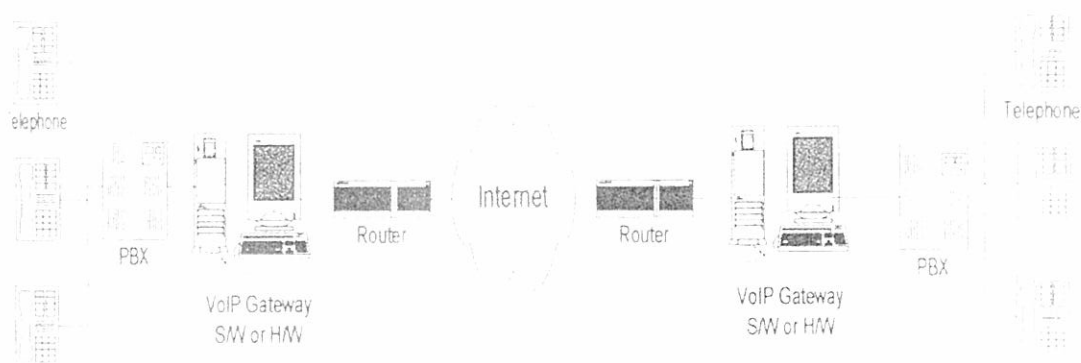 elephone
Telephone
Internet
Router
Router
PBX
PBX
VoIP Gateway
S/W or H/W
VoIP Gateway
S/W or H/W